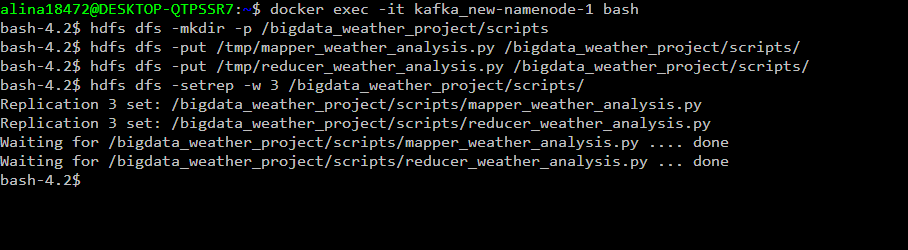 alina18472@DESKTOP-QTPSSR7:~$ docker exec -it kafka_new-namenode-1 bash
bash-4.2$ hdfs dfs -mkdir -p /bigdata_weather_project/scripts
bash-4.2$ hdfs dfs -put /tmp/mapper_weather_analysis.py /bigdata_weather_project/scripts/
bash-4.2$ hdfs dfs -put /tmp/reducer_weather_analysis.py /bigdata_weather_project/scripts/
bash-4.2$ hdfs dfs -setrep -w 3 /bigdata_weather_project/scripts/
Replication 3 set: /bigdata_weather_project/scripts/mapper_weather_analysis.py
Replication 3 set: /bigdata_weather_project/scripts/reducer_weather_analysis.py
Waiting for /bigdata_weather_project/scripts/mapper_weather_analysis.py .... done
Waiting for /bigdata_weather_project/scripts/reducer_weather_analysis.py ... done
bash-4.2$